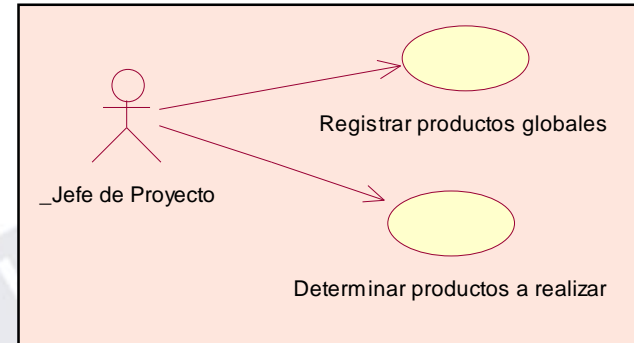 Registrar productos globales
_Jefe de Proyecto
Determinar productos a realizar